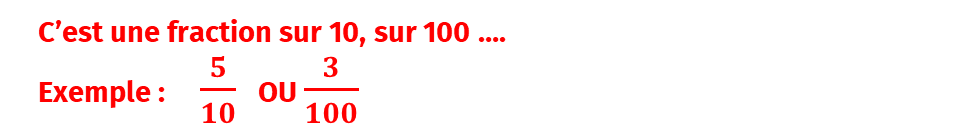 C’est une fraction sur 10, sur 100 ....
Exemple : 5/10 OU 3/100